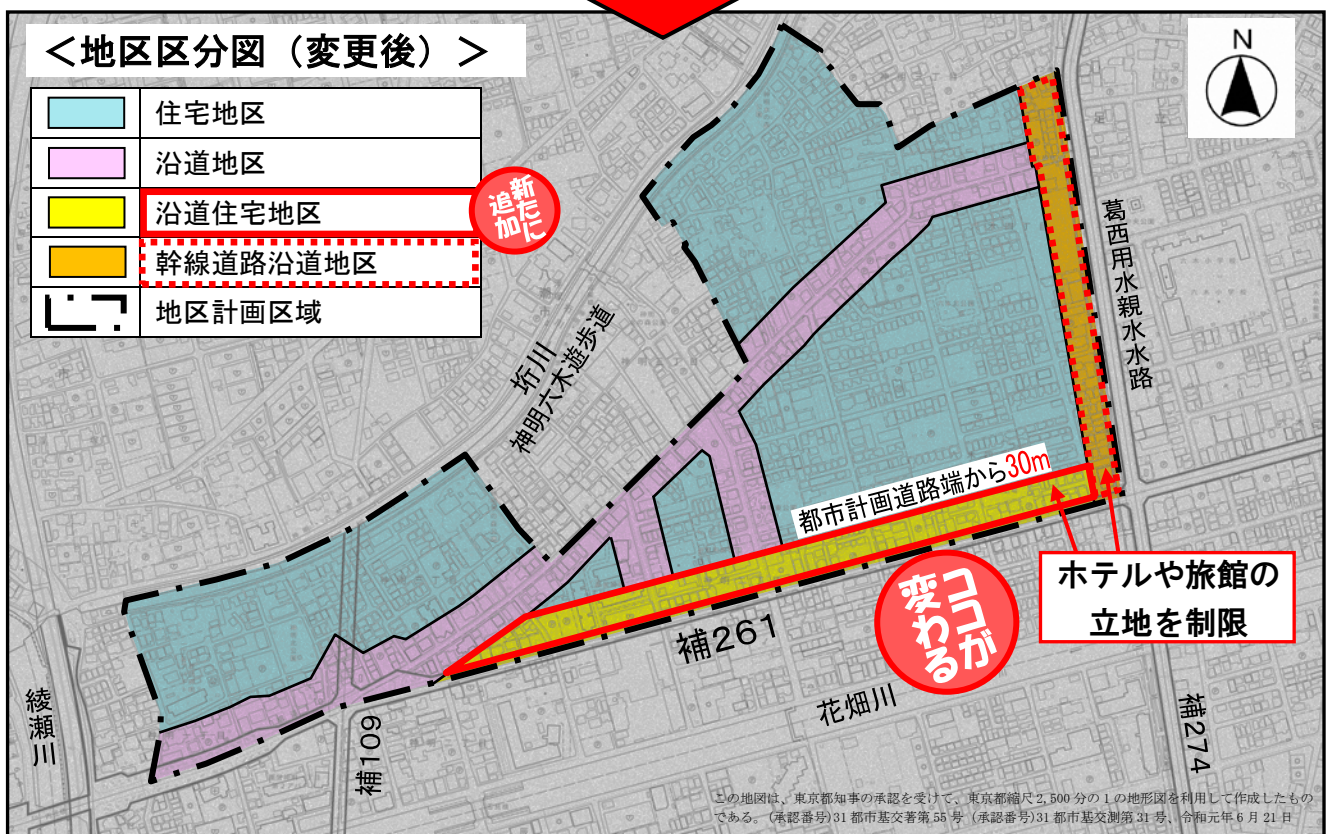 <地区区分図（変更後）>
N
住宅地区
沿道地区
沿道住宅地区
新たに
追加
幹線道路沿道地区
地区計画区域
葛西用水親水水路
垳川
神明六木遊歩道
都市計画道路端から30m
ホテルや旅館の
立地を制限
ココが
変わる
補261
花畑川
綾瀬川
補109
補274
この地図は、東京都知事の承認を受けて、東京都縮尺2,500分の1の地形図を利用して作成したもの
である。(承認番号)31都市基交著第55号 (承認番号)31都市基交測第31号、令和元年6月21日